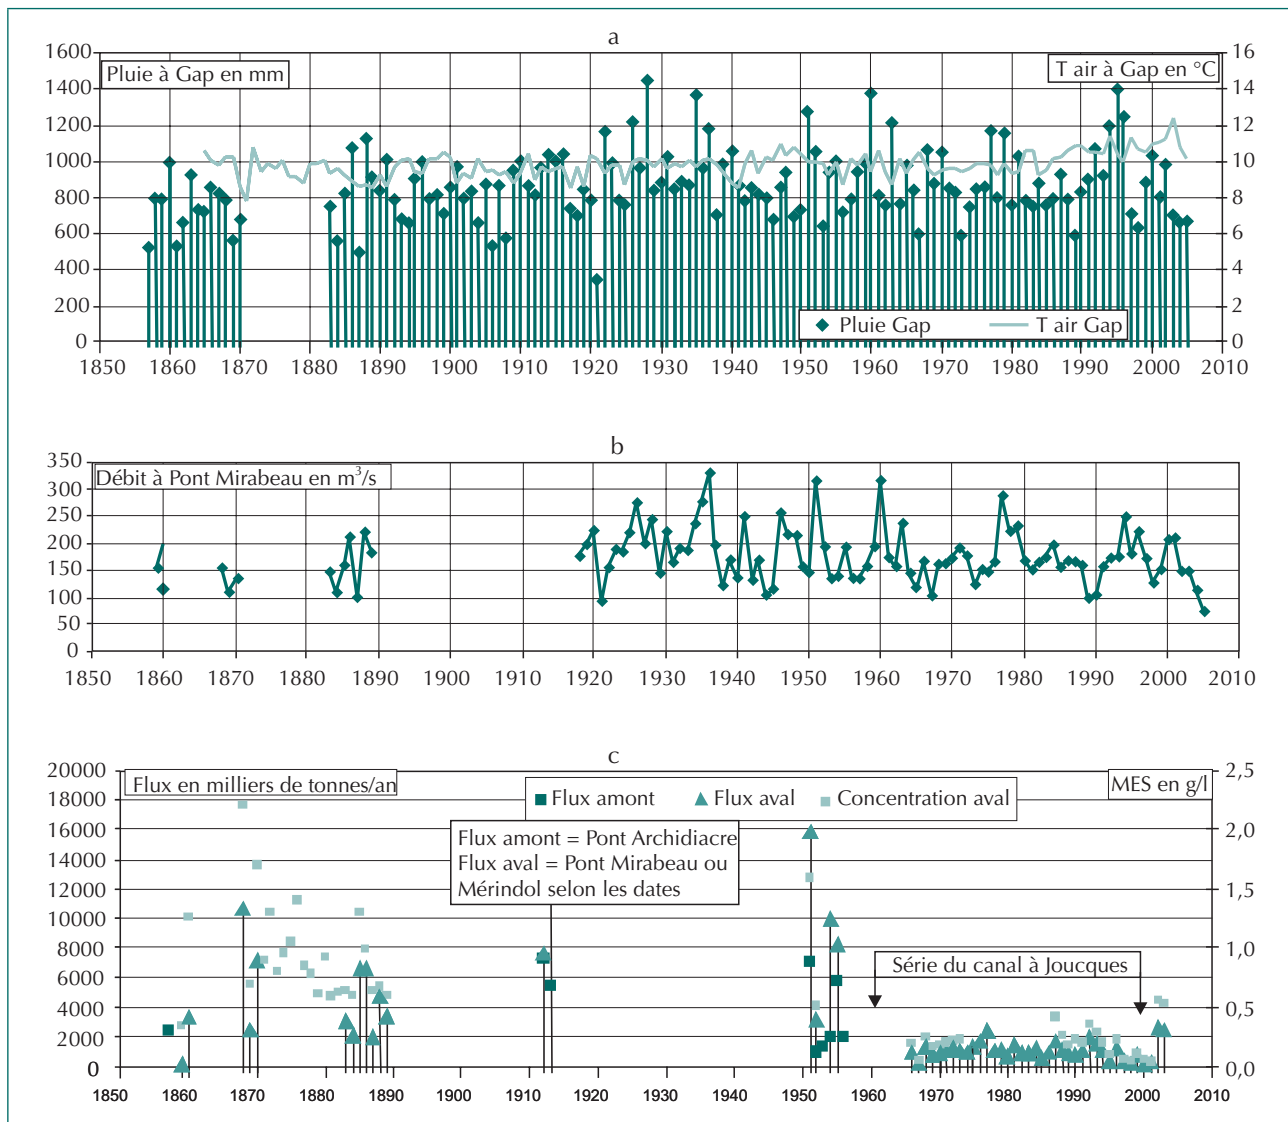 a
1600
1400
1200
1000
800
600
400
200
0
Pluie à Gap en mm
T air à Gap en °C
16
14
12
10
8
6
4
2
0
Pluie Gap
T air Gap
1850 1860 1870 1880 1890 1900 1910 1920 1930 1940 1950 1960 1970 1980 1990 2000 2010
b
350
300
250
200
150
100
50
0
Débit à Pont Mirabeau en m³/s
1850 1860 1870 1880 1890 1900 1910 1920 1930 1940 1950 1960 1970 1980 1990 2000 2010
c
20000
18000
16000
14000
12000
10000
8000
6000
4000
2000
0
Flux en milliers de tonnes/an
MES en g/l
2,5
2,0
1,5
1,0
0,5
0,0
Flux amont Flux aval Concentration aval
Flux amont = Pont Archidiacre
Flux aval = Pont Mirabeau ou
Mérindol selon les dates
Série du canal à Joucques
1850 1860 1870 1880 1890 1900 1910 1920 1930 1940 1950 1960 1970 1980 1990 2000 2010